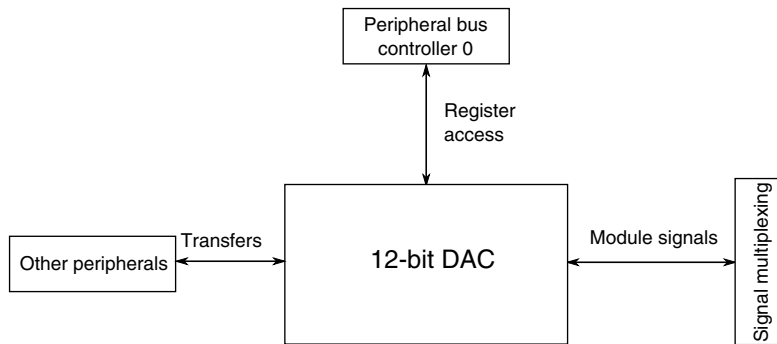 Peripheral bus
controller 0
Register
access
Transfers
Other peripherals
12-bit DAC
Module signals
Signal multiplexing